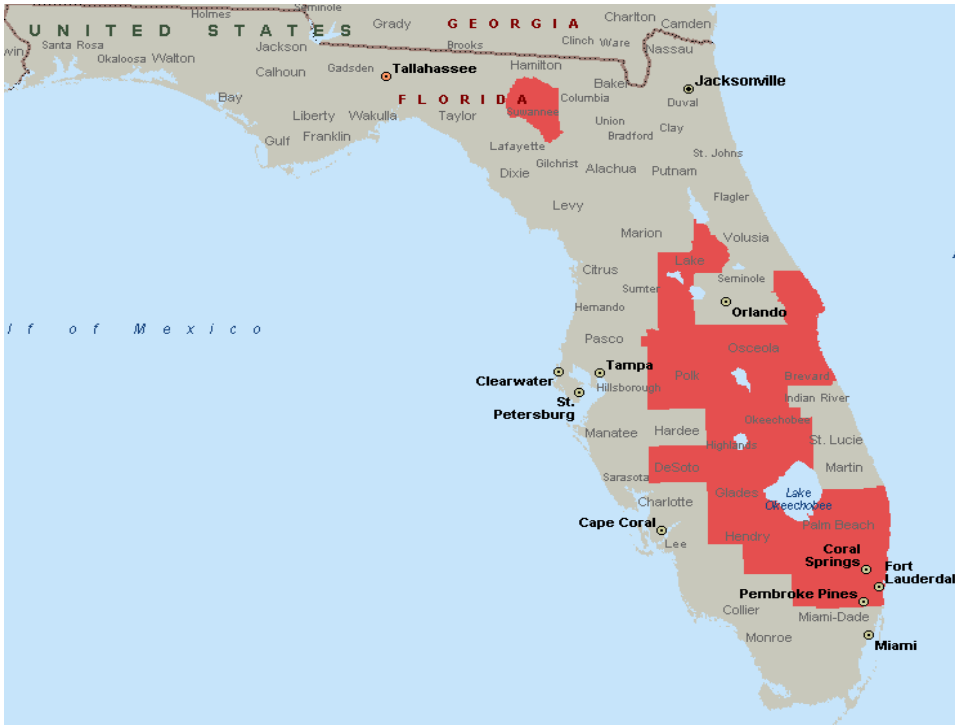 Holmes
Seminole
Grady
GEORGIA
Charlton
Camden
UNITED STATES
Santa Rosa
Okaloosa
Walton
Jackson
Brooks
Clinch
Ware
Nassau
Calhoun
Gadsden
Tallahassee
Hamilton
Baker
Jacksonville
Bay
FLORIDA
Columbia
Duval
Liberty
Wakulla
Taylor
Suwannee
Union
Clay
Gulf
Franklin
Bradford
Lafayette
St. Johns
Gilchrist
Dixie
Alachua
Putnam
Flagler
Levy
Marion
Volusia
Lake
Citrus
Seminole
Sumter
Hernando
Orlando
lf of Mexico
Pasco
Osceola
Tampa
Clearwater
Polk
Brevard
Hillsborough
St.
Petersburg
Indian River
Okeechobee
Manatee
Hardee
Highlands
St. Lucie
DeSoto
Martin
Sarasota
Charlotte
Glades
Lake
Okeechobee
Cape Coral
Palm Beach
Lee
Hendry
Coral
Springs
Fort
Lauderdal
Pembroke Pines
Collier
Miami-Dade
Monroe
Miami